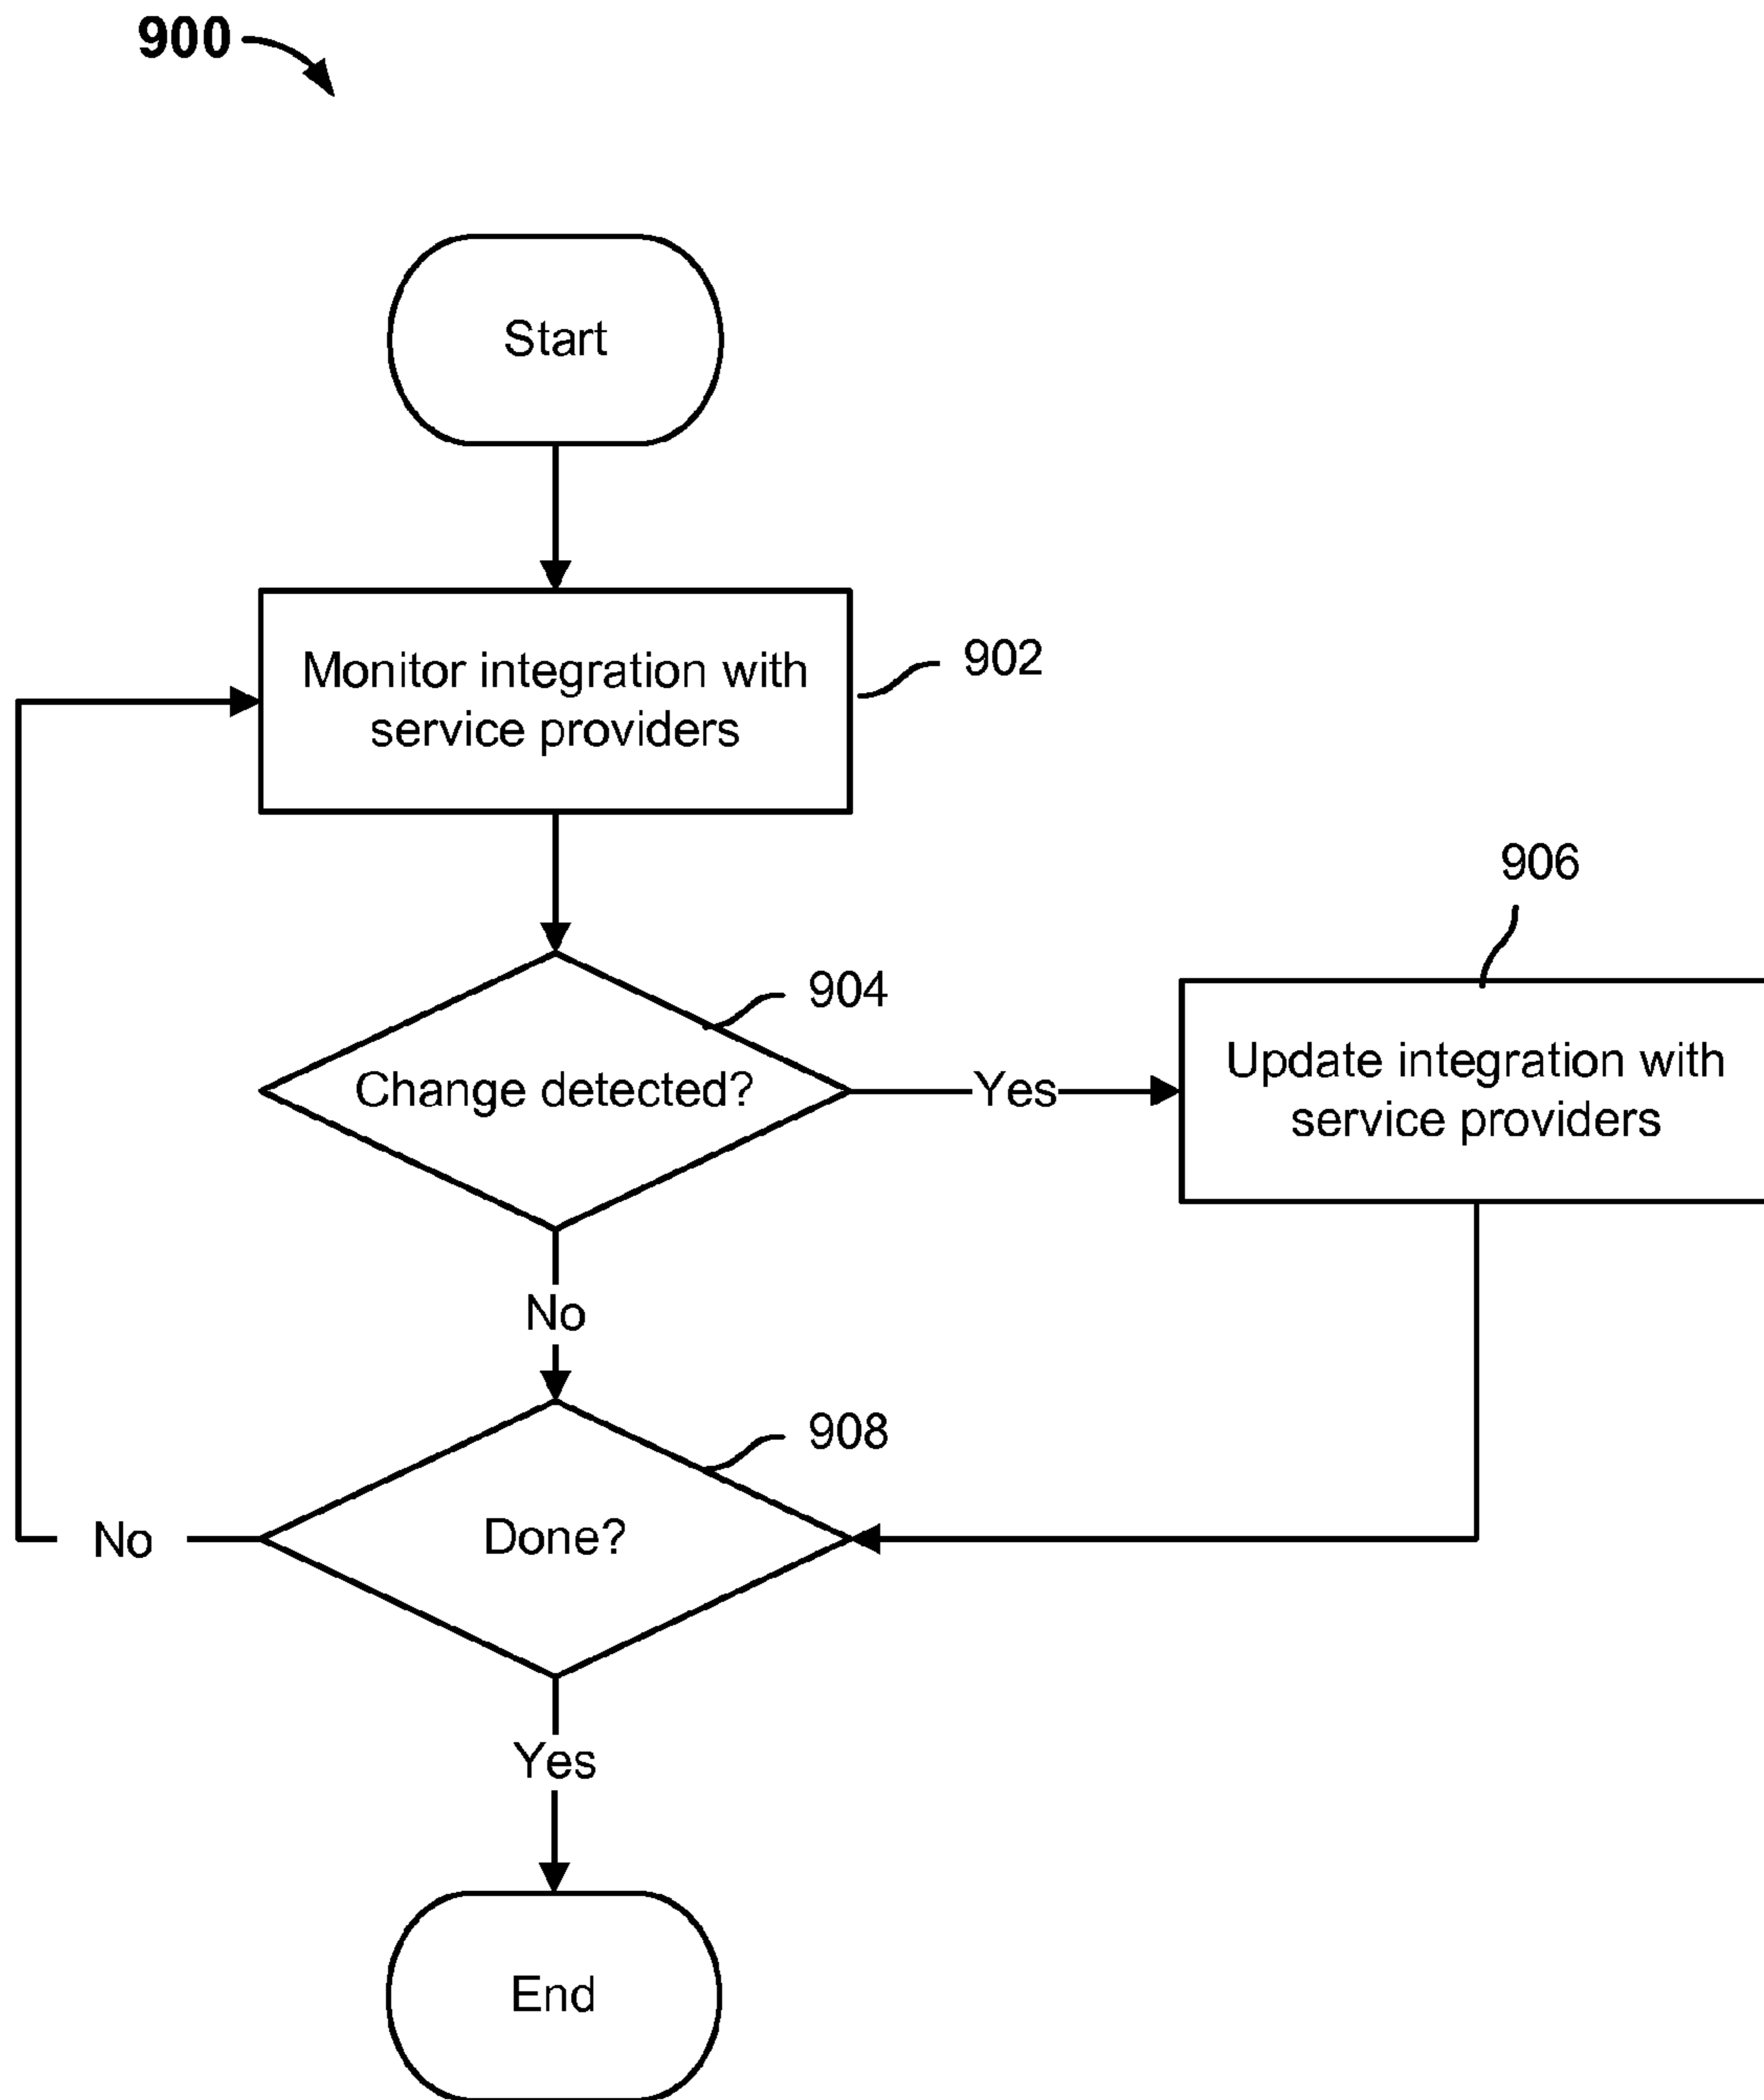 900
Start
Monitor integration with
service providers
902
904
Change detected?
Yes
906
Update integration with
service providers
No
908
Done?
No
Yes
End